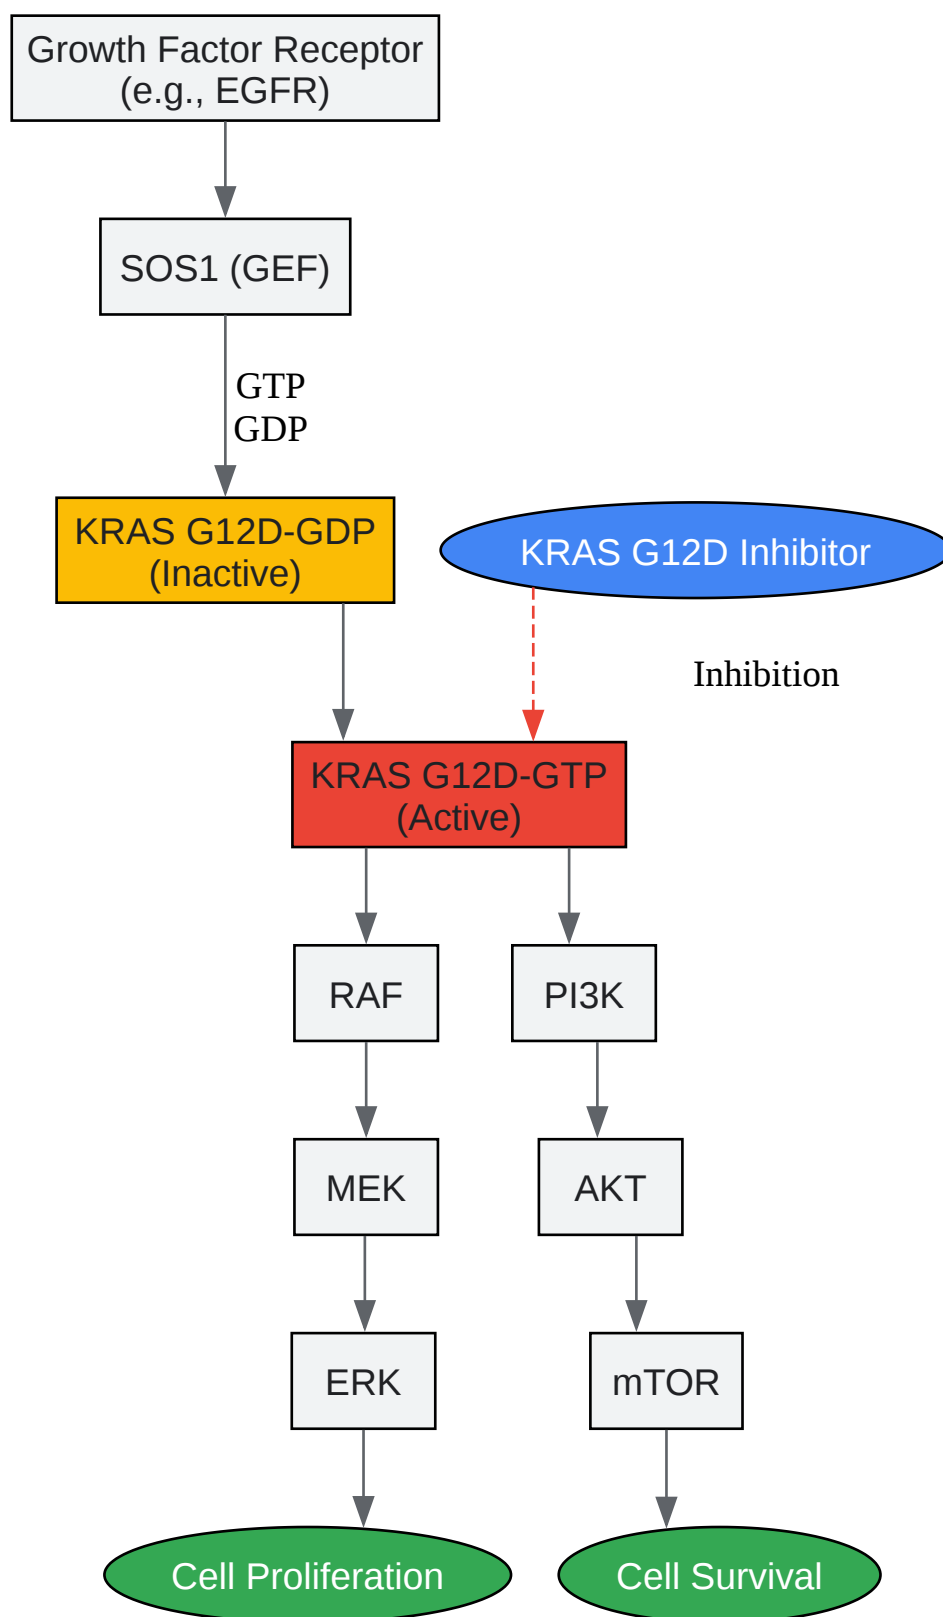 Growth Factor Receptor
(e.g., EGFR)
SOS1 (GEF)
GTP
GDP
KRAS G12D-GDP
(Inactive)
KRAS G12D Inhibitor
Inhibition
KRAS G12D-GTP
(Active)
RAF
PI3K
MEK
AKT
ERK
mTOR
Cell Proliferation
Cell Survival